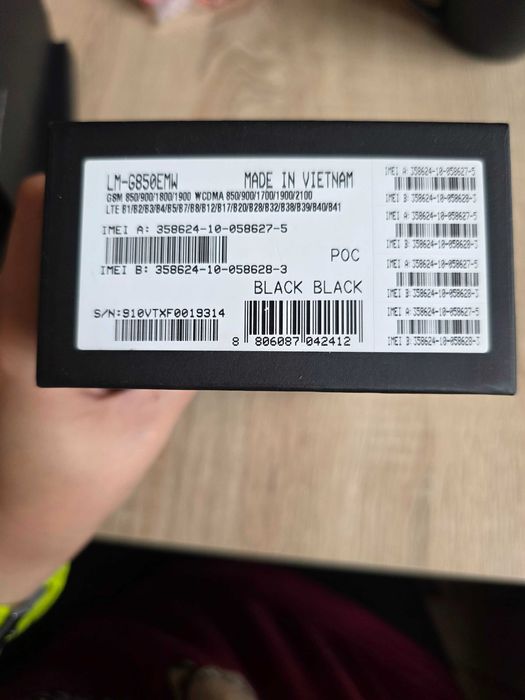 LM-G850EMW MADE IN VIETNAM
GSM 850/900/1800/1900 WCDMA 850/900/1700/1900/2100
LTE B1/B2/B3/B4/B5/B7/B8/B12/B17/B20/B28/B32/B38/B39/B40/B41
IMEI A: 358624-10-058627-5
POC
IMEI B: 358624-10-058628-3
BLACK BLACK
S/N:910VTXF0019314
8 806087 042412
IMEI A: 358624-10-058627-5
IMEI B: 358624-10-058628-3
IMEI A: 358624-10-058627-5
IMEI B: 358624-10-058628-3
IMEI A: 358624-10-058627-5
IMEI B: 358624-10-058628-3
IMEI A: 358624-10-058627-5
IMEI B: 358624-10-058628-3